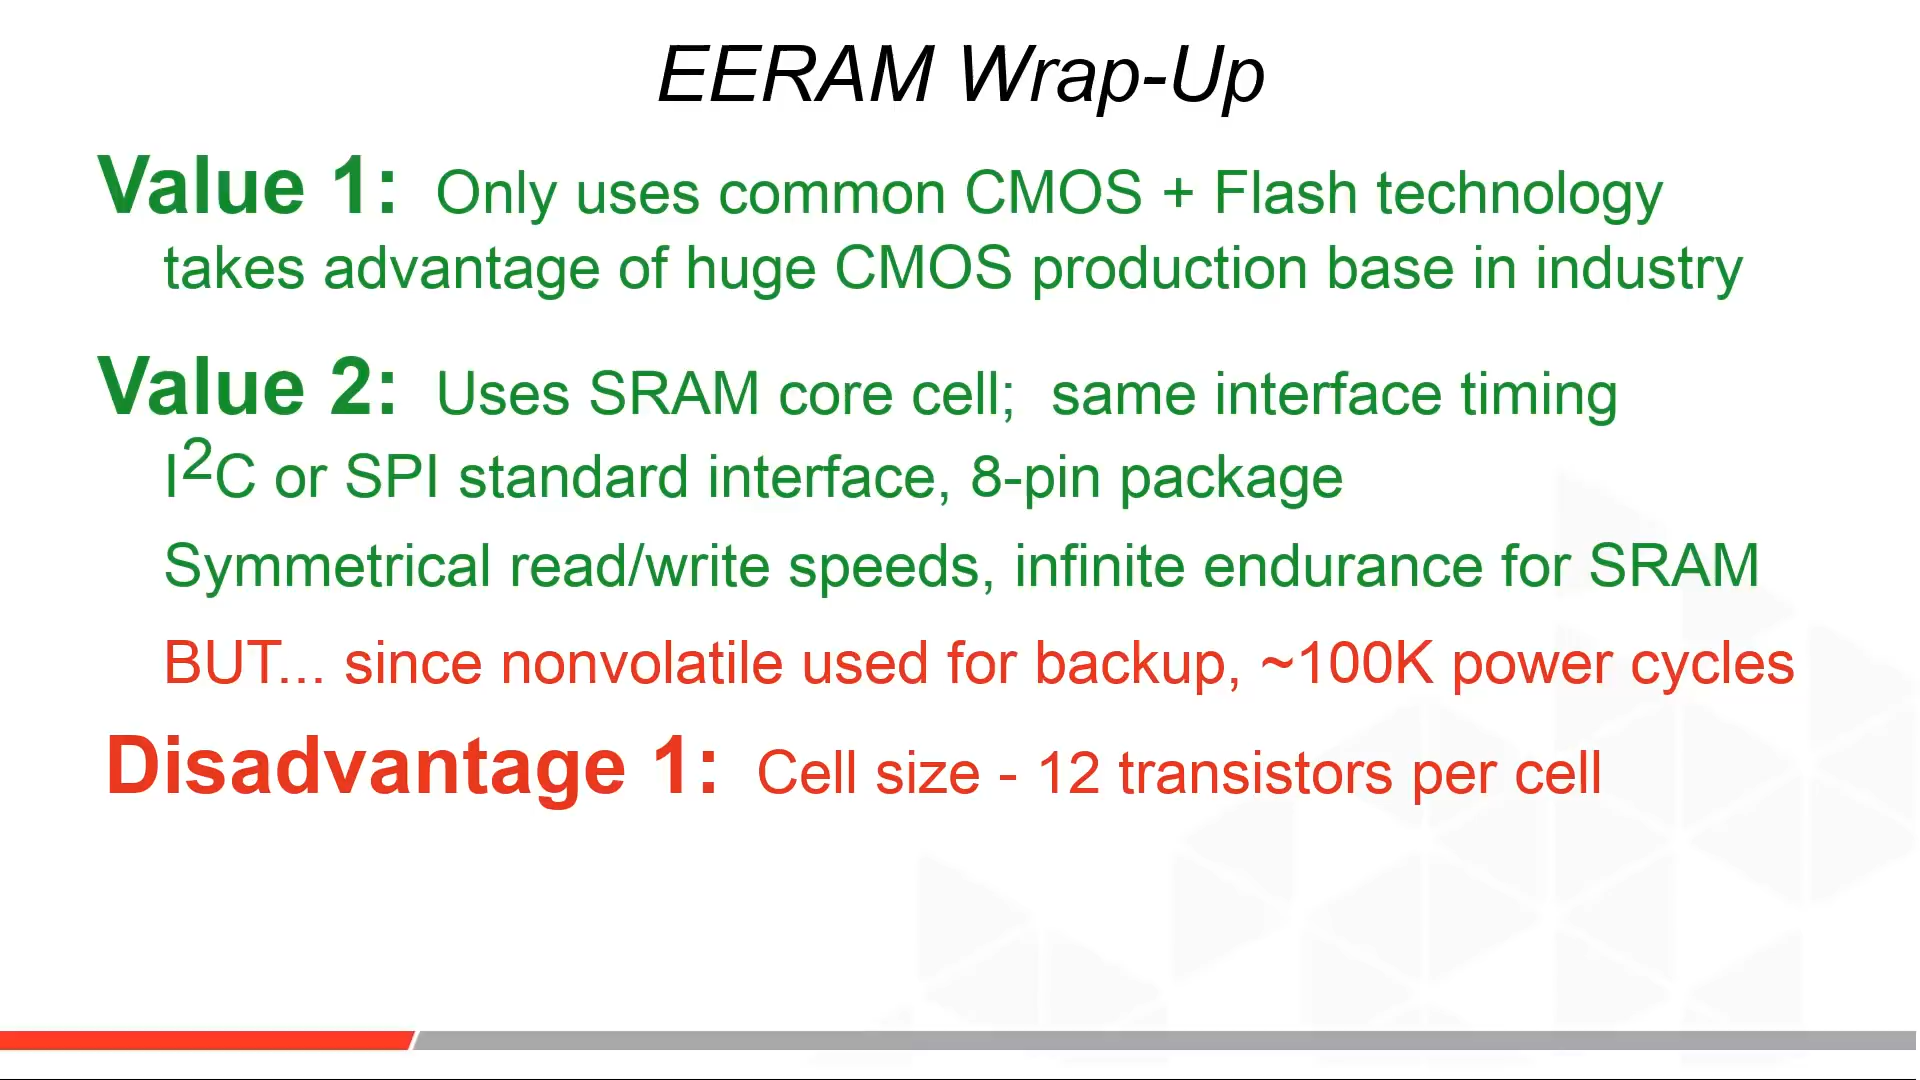 EERAM Wrap-Up
Value 1: Only uses common CMOS + Flash technology
takes advantage of huge CMOS production base in industry
Value 2: Uses SRAM core cell; same interface timing
I²C or SPI standard interface, 8-pin package
Symmetrical read/write speeds, infinite endurance for SRAM
BUT... since nonvolatile used for backup, ~100K power cycles
Disadvantage 1: Cell size - 12 transistors per cell